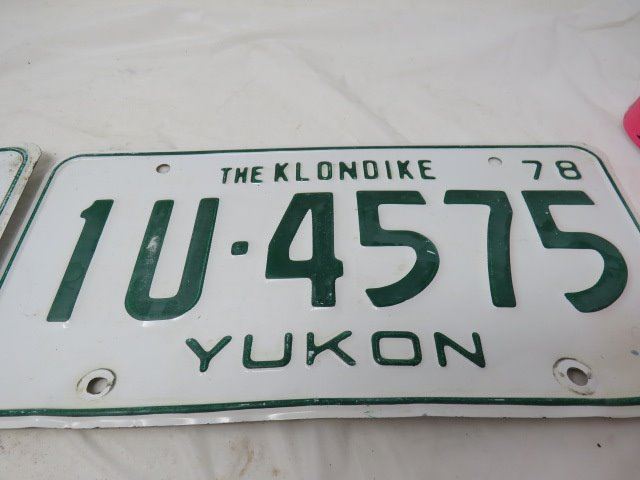 THE KLONDIKE 78
1U·4575
YUKON